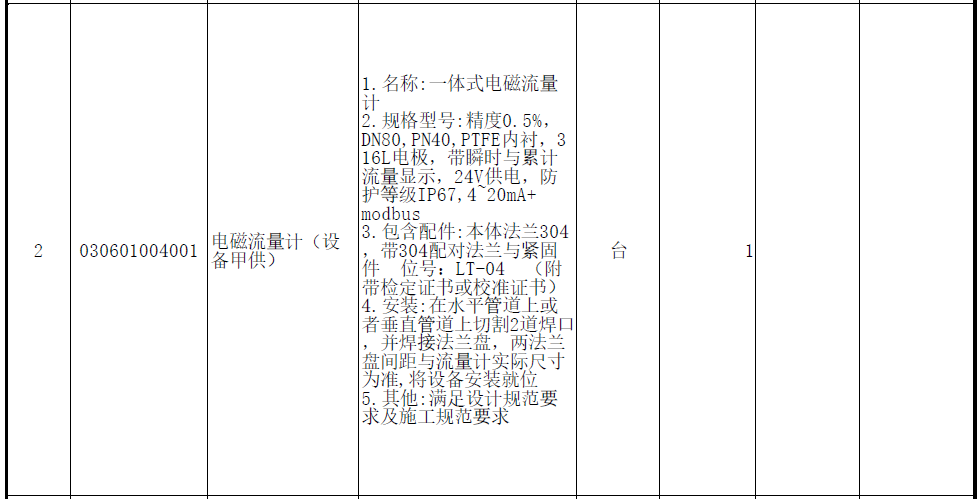 2
030601004001
电磁流量计（设
备甲供）
1.名称:一体式电磁流量
计
2.规格型号:精度0.5%，
DN80,PN40,PTFE内衬，3
16L电极，带瞬时与累计
流量显示，24V供电，防
护等级IP67,4~20mA+
modbus
3.包含配件:本体法兰304
，带304配对法兰与紧固
件 位号：LT-04 （附
带检定证书或校准证书）
4.安装:在水平管道上或
者垂直管道上切割2道焊口
，并焊接法兰盘，两法兰
盘间距与流量计实际尺寸
为准,将设备安装就位
5.其他:满足设计规范要
求及施工规范要求
台
1